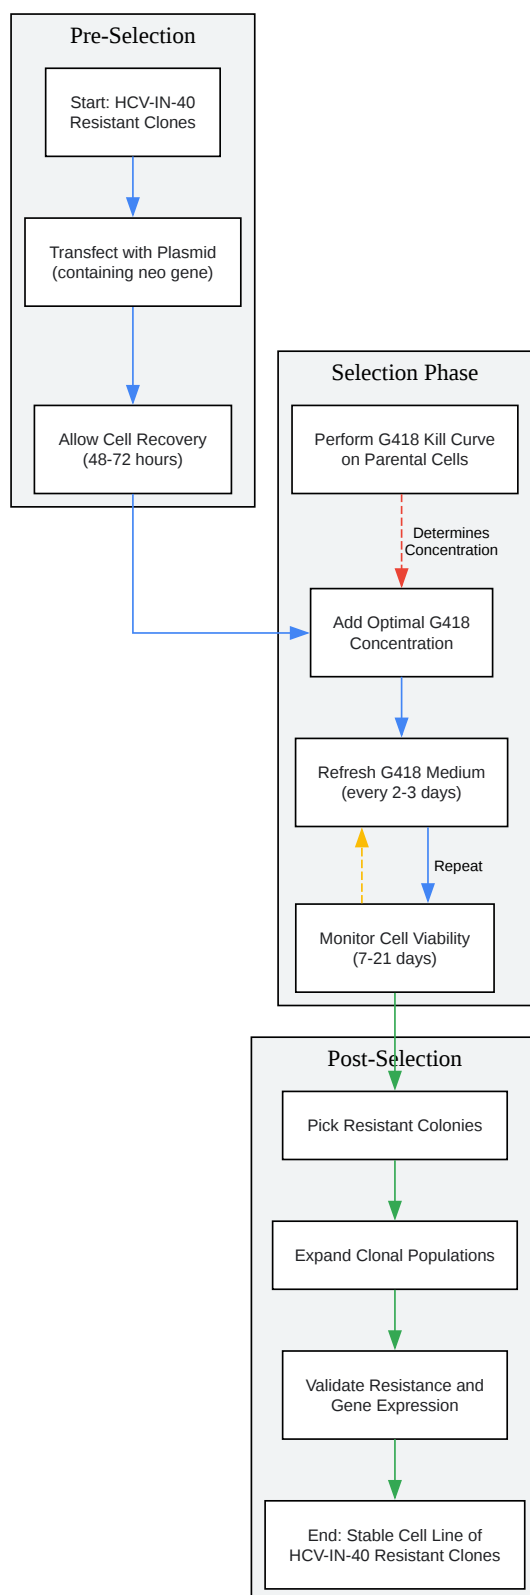 Pre-Selection
Start: HCV-IN-40
Resistant Clones
Transfect with Plasmid
(containing neo gene)
Allow Cell Recovery
(48-72 hours)
Selection Phase
Perform G418 Kill Curve
on Parental Cells
Determines
Concentration
Add Optimal G418
Concentration
Refresh G418 Medium
(every 2-3 days)
Repeat
Monitor Cell Viability
(7-21 days)
Post-Selection
Pick Resistant Colonies
Expand Clonal Populations
Validate Resistance and
Gene Expression
End: Stable Cell Line of
HCV-IN-40 Resistant Clones